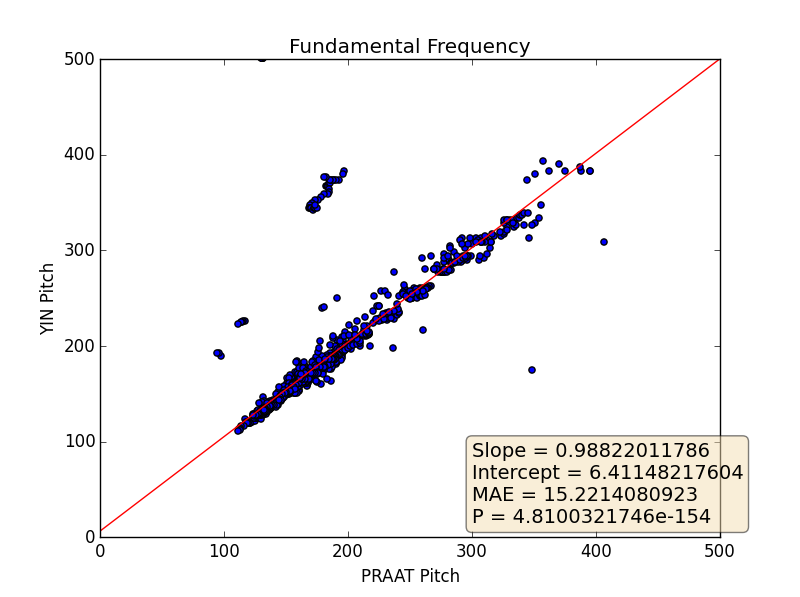 Fundamental Frequency
500
400
300
200
100
0
YIN Pitch
Slope = 0.98822011786
Intercept = 6.41148217604
MAE = 15.2214080923
P = 4.8100321746e-154
0 100 200 300 400 500
PRAAT Pitch